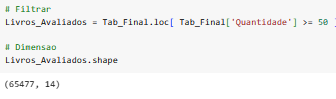 # Filtrar
Livros_Avaliados = Tab_Final.loc[ Tab_Final['Quantidade'] >= 50 ]
# Dimensao
Livros_Avaliados.shape
(65477, 14)